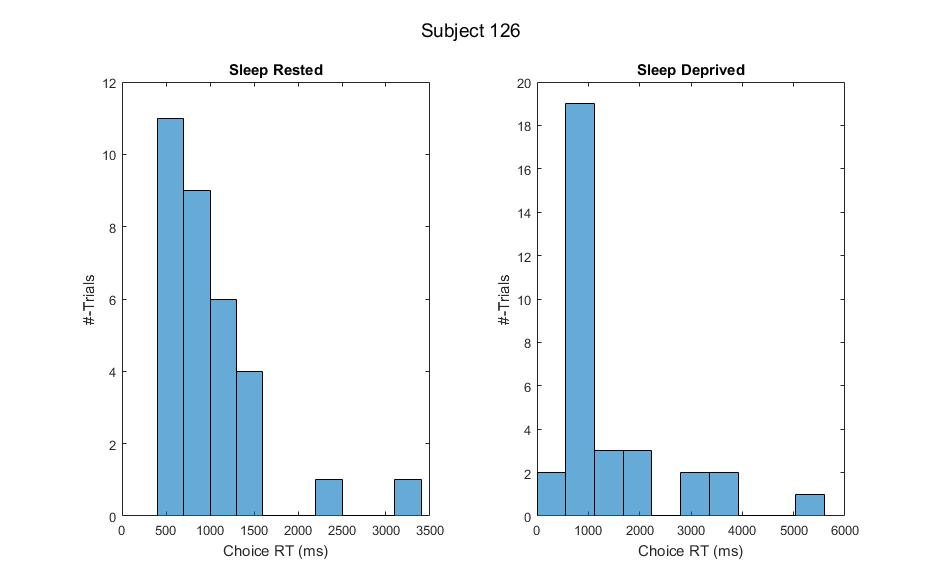 Subject 126
Sleep Rested
12
10
8
6
4
2
0
#-Trials
0 500 1000 1500 2000 2500 3000 3500
Choice RT (ms)
Sleep Deprived
20
18
16
14
12
10
8
6
4
2
0
#-Trials
0 1000 2000 3000 4000 5000 6000
Choice RT (ms)